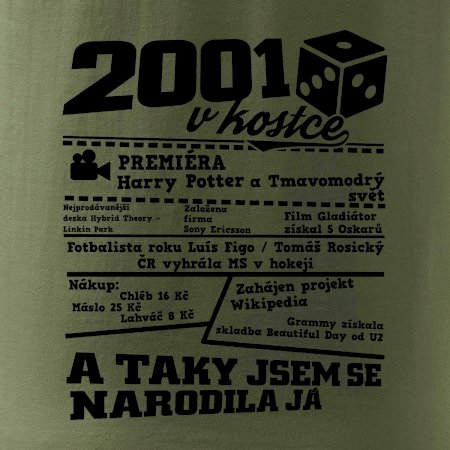 2001
v kostce
PREMIÉRA
Harry Potter a Tmavomodrý
svět
Nejprodávanější
deska Hybrid Theory -
Linkin Park
Založena
firma
Sony Ericsson
Film Gladiátor
získal 5 Oskarů
Fotbalista roku Luís Figo / Tomáš Rosický
ČR vyhrála MS v hokeji
Nákup:
Chléb 16 Kč
Máslo 25 Kč
Lahváč 8 Kč
Zahájen projekt
Wikipedia
Grammy získala
skladba Beautiful Day od U2
A TAKY JSEM SE
NARODILA JÁ